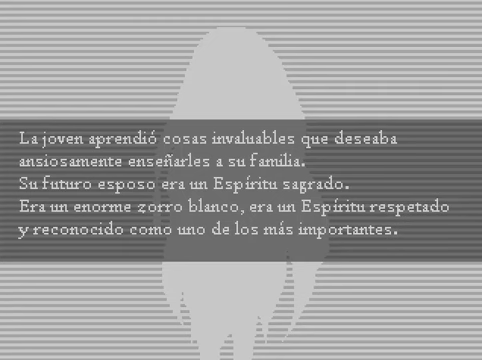 La joven aprendió cosas invaluables que deseaba
ansiosamente enseñarles a su familia.
Su futuro esposo era un Espíritu sagrado.
Era un enorme zorro blanco, era un Espíritu respetado
y reconocido como uno de los más importantes.